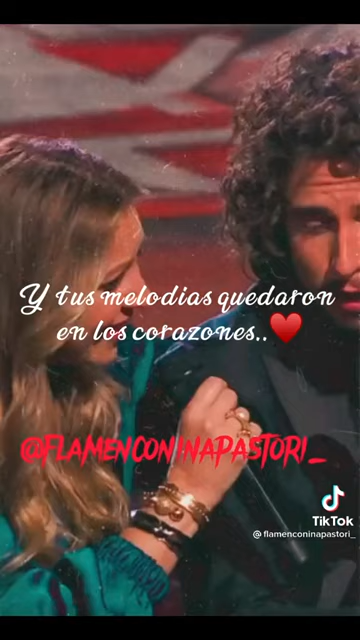 Y tus melodias quedaron
en los corazones..♥️
@FLAMENCONINAPASTORI_
TikTok
@flamenconinapastori_